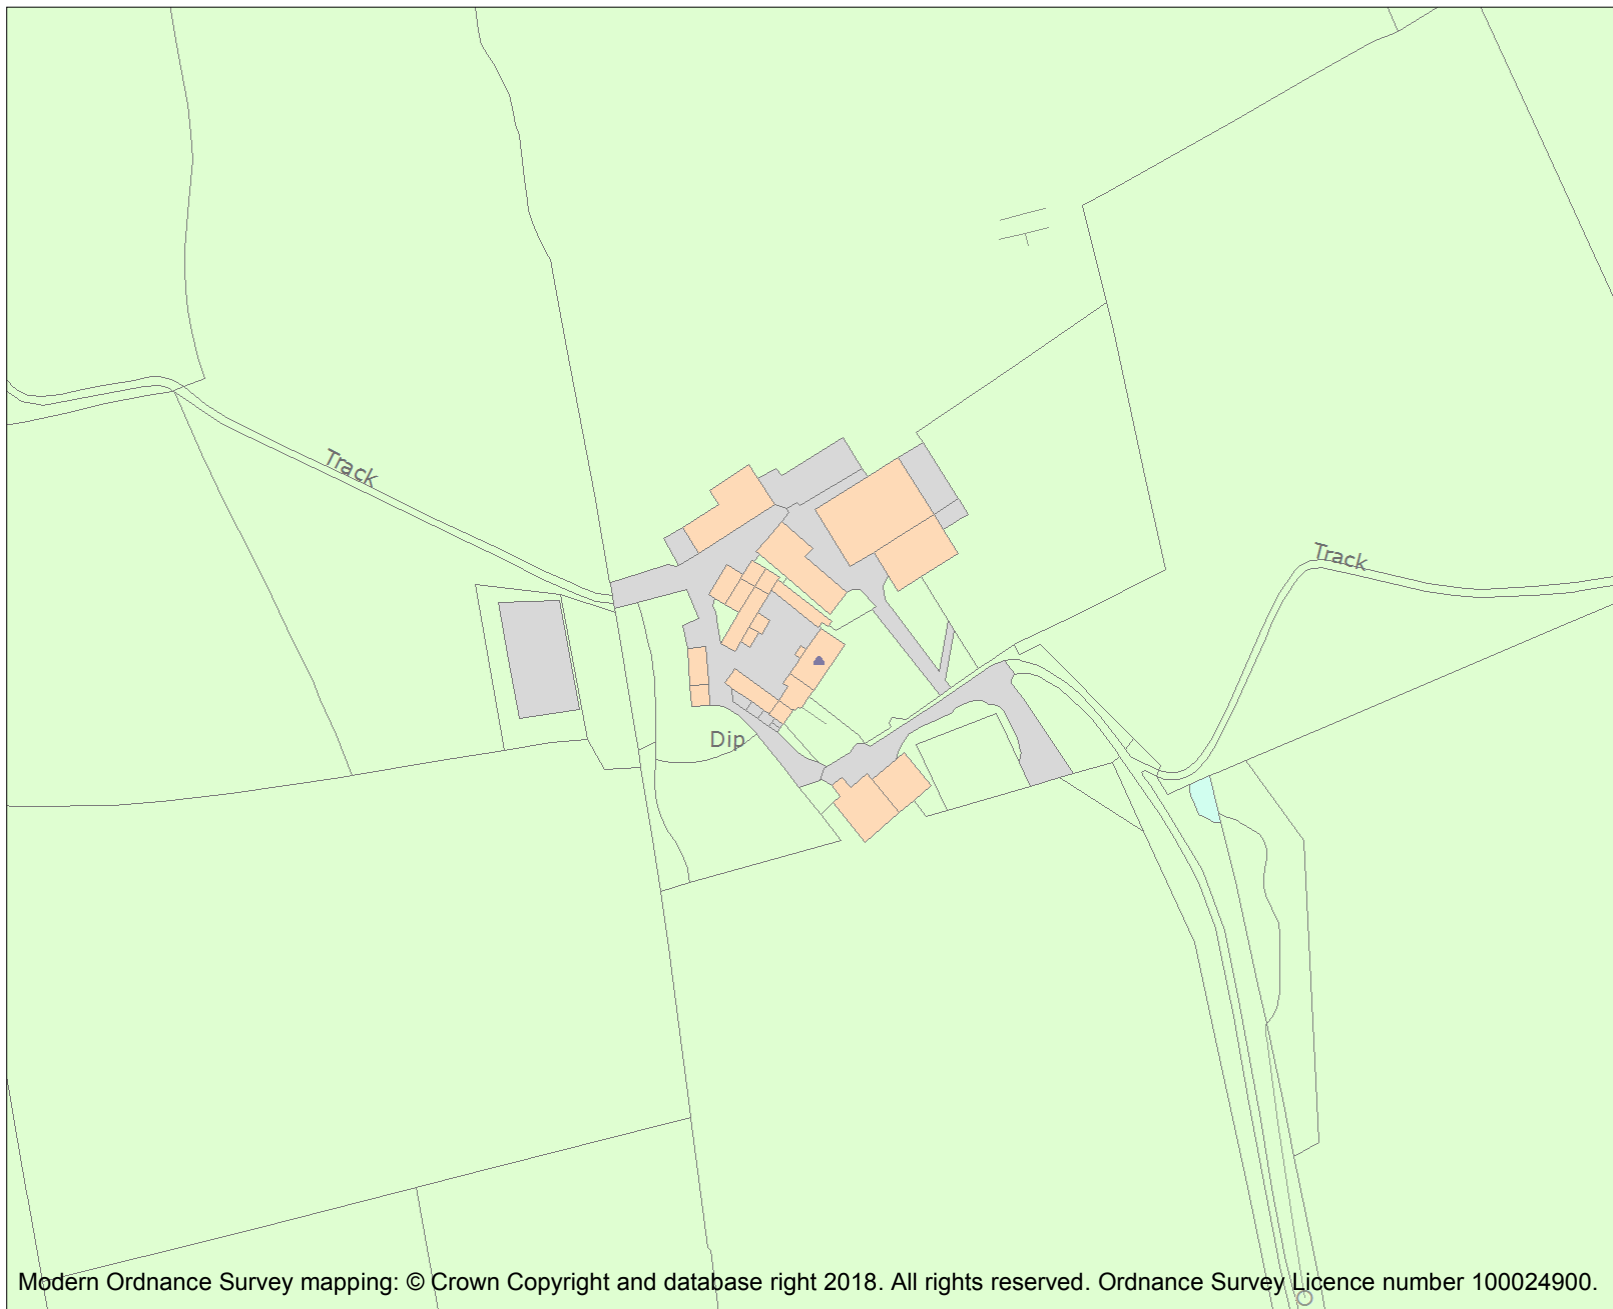 Track
Track
Dip
Modern Ordnance Survey mapping: © Crown Copyright and database right 2018. All rights reserved. Ordnance Survey Licence number 100024900.